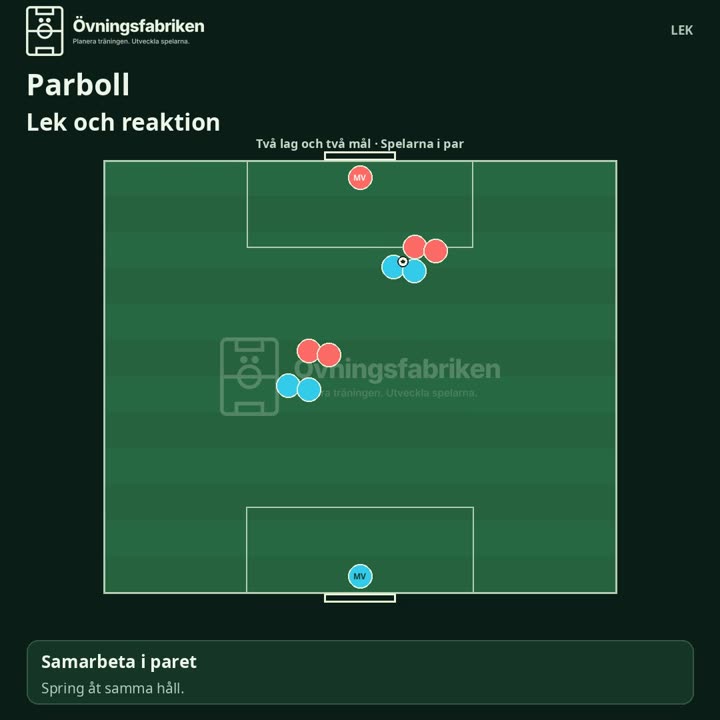 Övningsfabriken
Planera träningen. Utveckla spelarna.
LEK
Parboll
Lek och reaktion
Två lag och två mål · Spelarna i par
MV
Övningsfabriken
träningen. Utveckla spelarna.
MV
Samarbeta i paret
Spring åt samma håll.